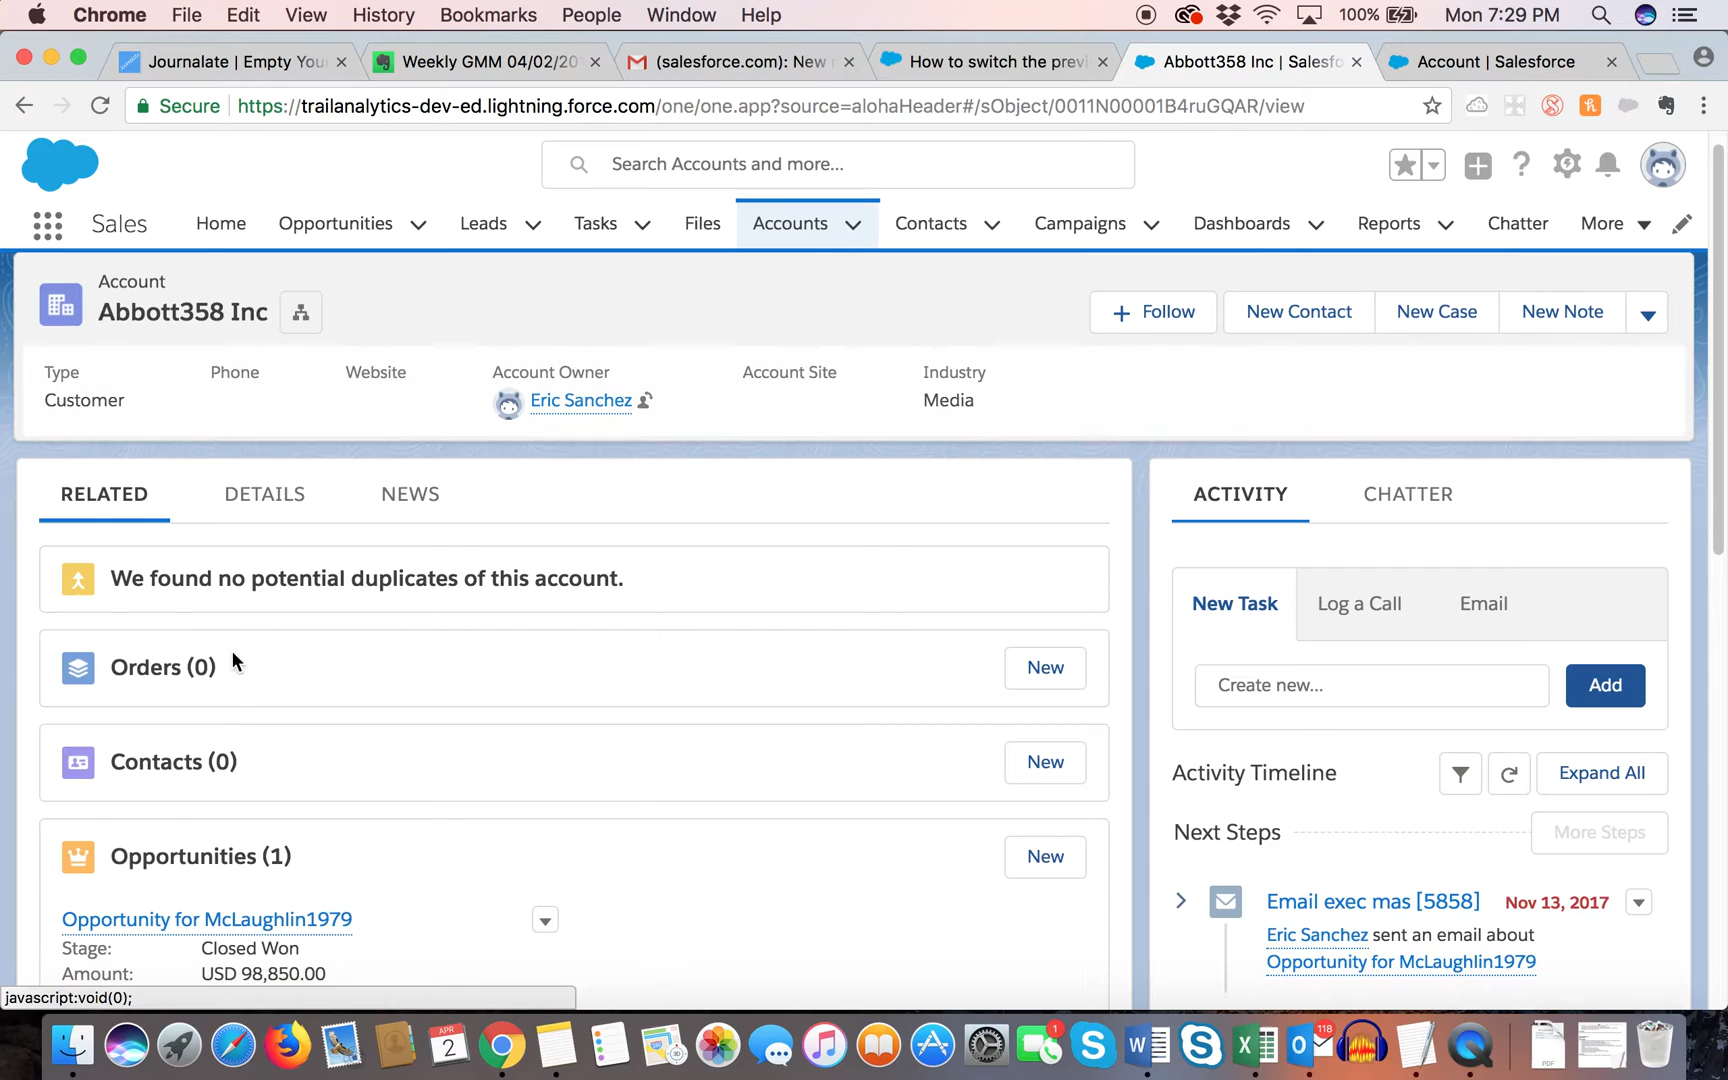 Chrome File Edit View History Bookmarks People Window Help 100% Mon 7:29 PM
Journalate | Empty You
Weekly GMM 04/02/20
(salesforce.com): New
How to switch the previ
Abbott358 Inc | Salesfo
Account | Salesforce
Secure https://trailanalytics-dev-ed.lightning.force.com/one/one.app?source=alohaHeader#/sObject/0011N00001B4ruGQAR/view
Search Accounts and more...
Sales Home Opportunities Leads Tasks Files Accounts Contacts Campaigns Dashboards Reports Chatter More
Account
Abbott358 Inc
Follow New Contact New Case New Note
Type Phone Website Account Owner Account Site Industry
Customer Eric Sanchez Media
RELATED DETAILS NEWS
We found no potential duplicates of this account.
Orders (0) New
Contacts (0) New
Opportunities (1) New
Opportunity for McLaughlin1979
Stage: Closed Won
Amount: USD 98,850.00
javascript:void(0);
ACTIVITY CHATTER
New Task Log a Call Email
Create new... Add
Activity Timeline Expand All
Next Steps More Steps
Email exec mas [5858] Nov 13, 2017
Eric Sanchez sent an email about
Opportunity for McLaughlin1979
APR
2
3D
1
W
X
O
118
PDF